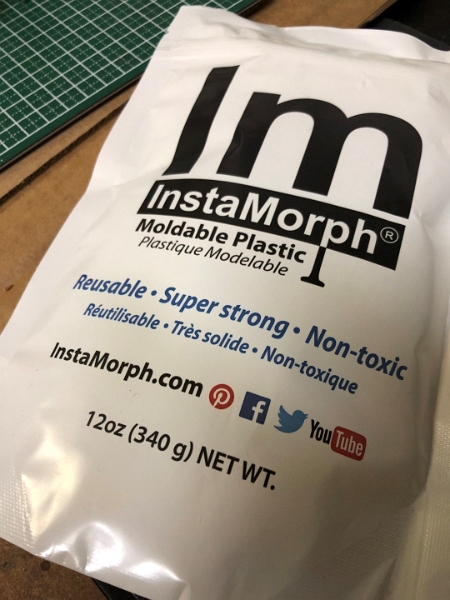 Im
InstaMorph®
Moldable Plastic
Plastique Modelable
Reusable • Super strong • Non-toxic
Réutilisable • Très solide • Non-toxique
InstaMorph.com YouTube
12oz (340 g) NET WT.